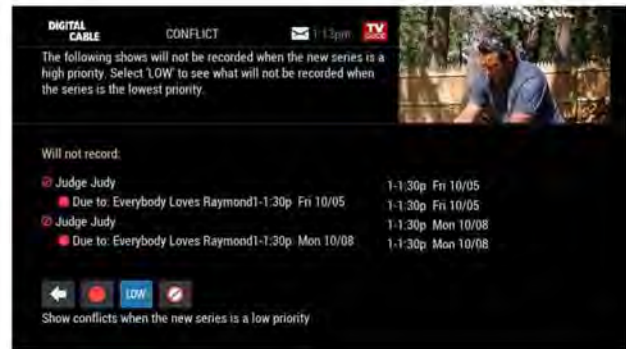 DIGITAL CABLE CONFLICT 1:13pm TV GUIDE
The following shows will not be recorded when the new series is a
high priority. Select 'LOW' to see what will not be recorded when
the series is the lowest priority.
Will not record:
Judge Judy 1-1:30p Fri 10/05
Due to: Everybody Loves Raymond1-1:30p Fri 10/05 1-1:30p Fri 10/05
Judge Judy 1-1:30p Mon 10/08
Due to: Everybody Loves Raymond1-1:30p Mon 10/08 1-1:30p Mon 10/08
LOW
Show conflicts when the new series is a low priority